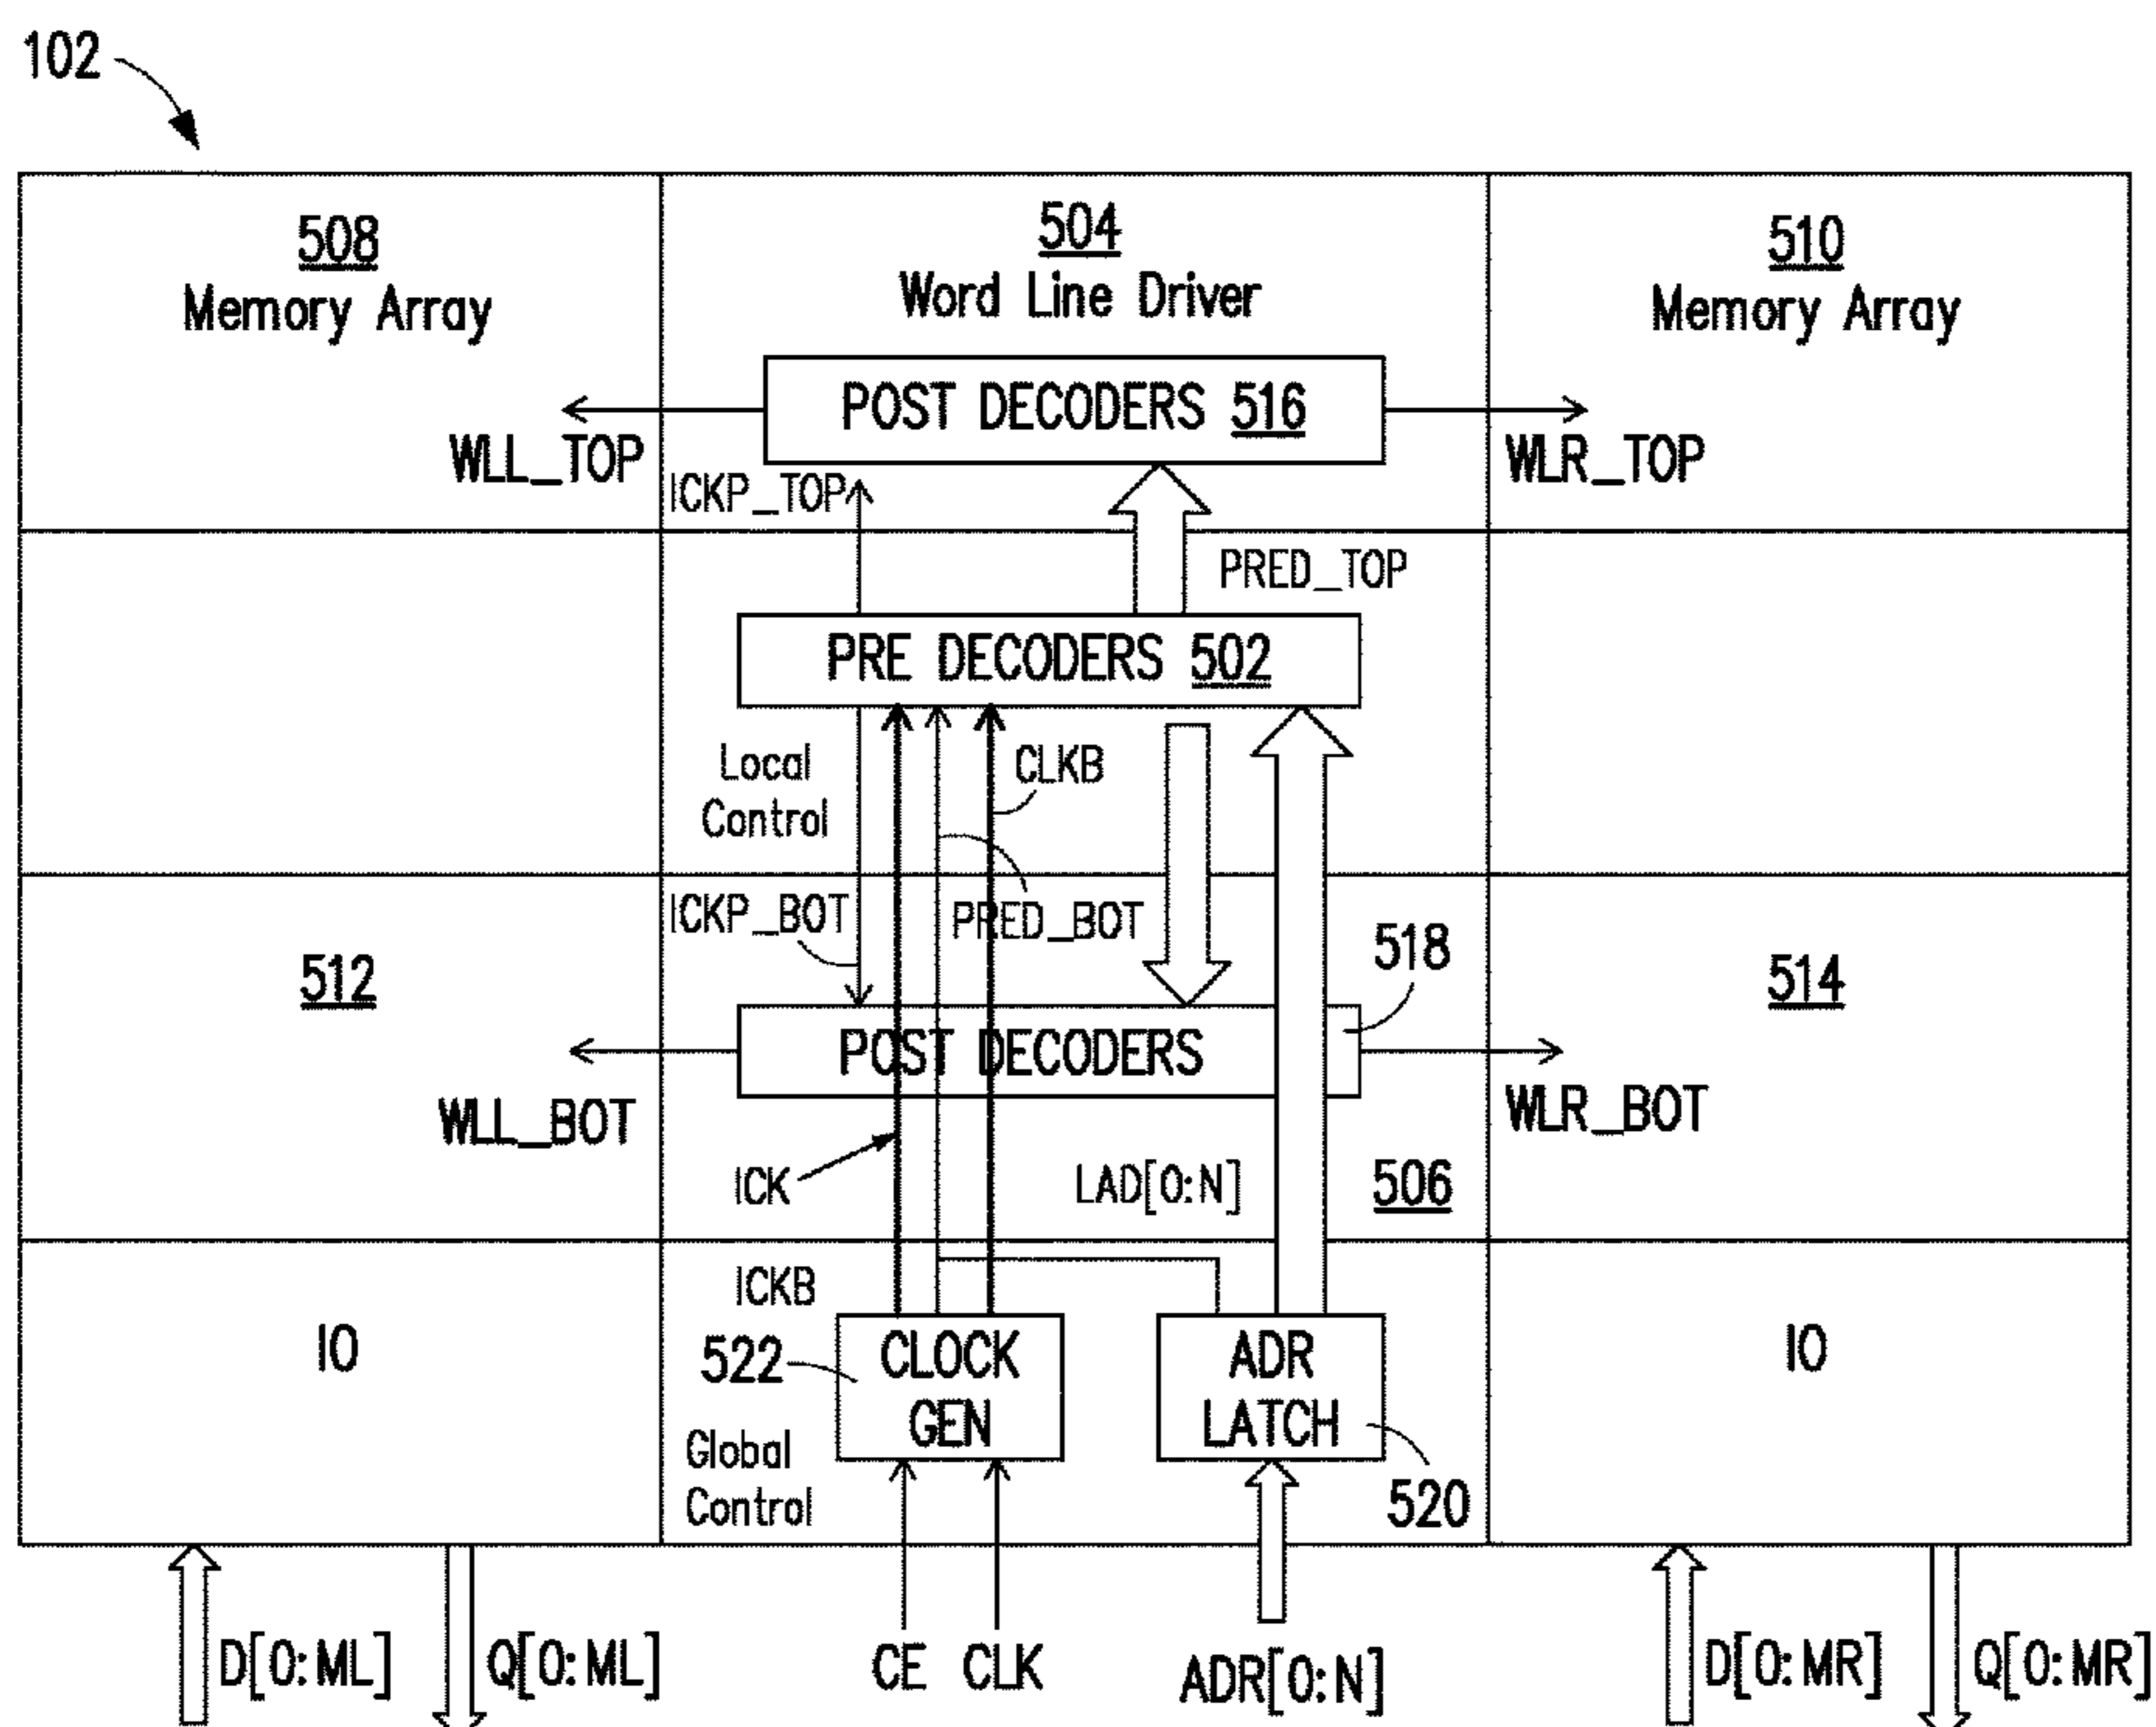 102
508
Memory Array
504
Word Line Driver
510
Memory Array
POST DECODERS 516
WLL_TOP
WLR_TOP
ICKP_TOP
PRED_TOP
PRE DECODERS 502
Local
Control
CLKB
ICKP_BOT
PRED_BOT
518
512
514
POST DECODERS
WLL_BOT
WLR_BOT
ICK
LAD[0:N]
506
ICKB
IO
522
CLOCK
GEN
ADR
LATCH
IO
Global
Control
520
D[0:ML]
Q[0:ML]
CE
CLK
ADR[0:N]
D[0:MR]
Q[0:MR]